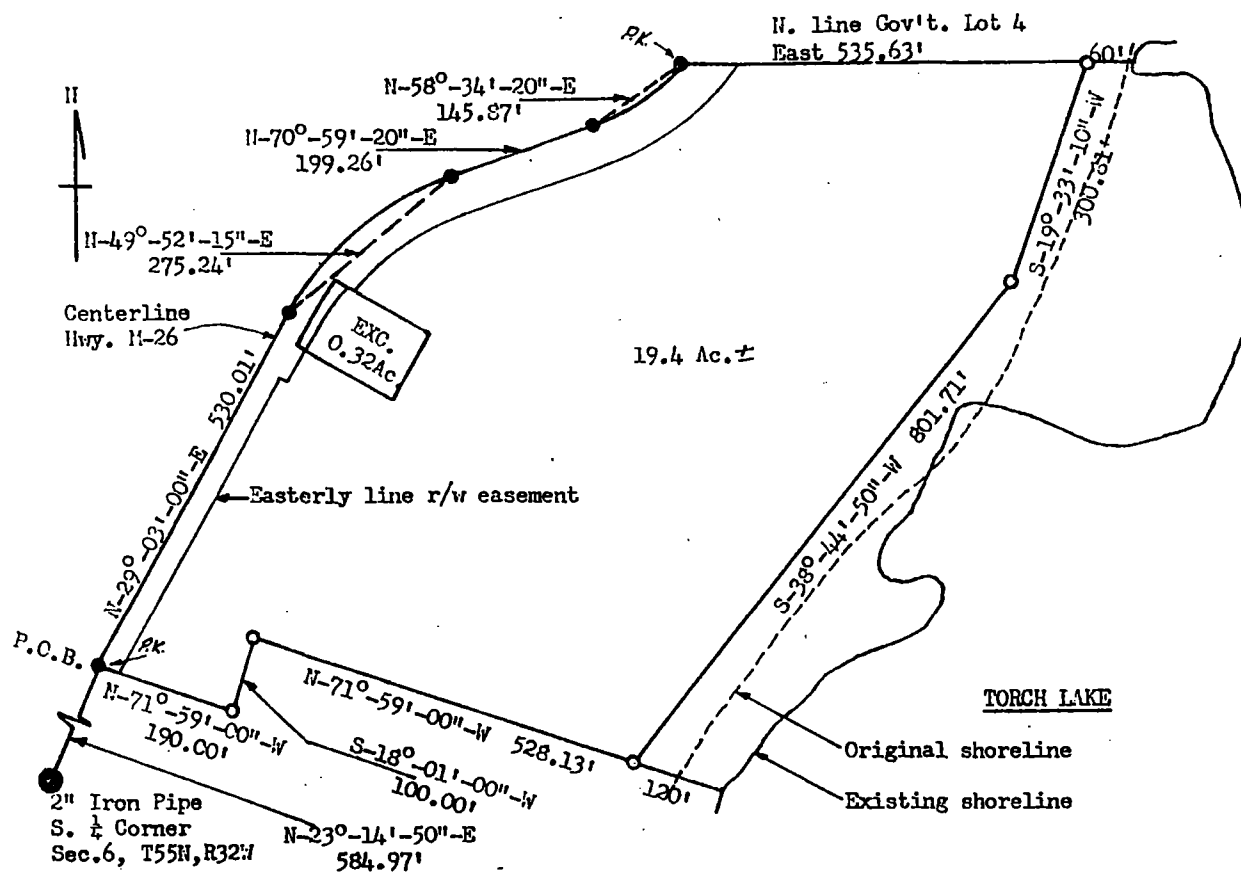 N. line Gov't. Lot 4
East 535.63'
60'
P.K.
N-58°-34'-20"-E
145.87'
N
N-70°-59'-20"-E
199.26'
S-19°-33'-10"-W
300.81'
N-49°-52'-15"-E
275.24'
Centerline
Hwy. M-26
EXC.
0.32Ac.
19.4 Ac.±
N-29°-03'-00"-E 530.01'
S-38°-44'-50"-W 801.71'
Easterly line r/w easement
P.O.B.
P.K.
N-71°-59'-00"-W
190.00'
N-71°-59'-00"-W 528.13'
S-18°-01'-00"-W
100.00'
120'
TORCH LAKE
Original shoreline
Existing shoreline
2" Iron Pipe
S. ¼ Corner
Sec.6, T55N,R32W
N-23°-14'-50"-E
584.97'